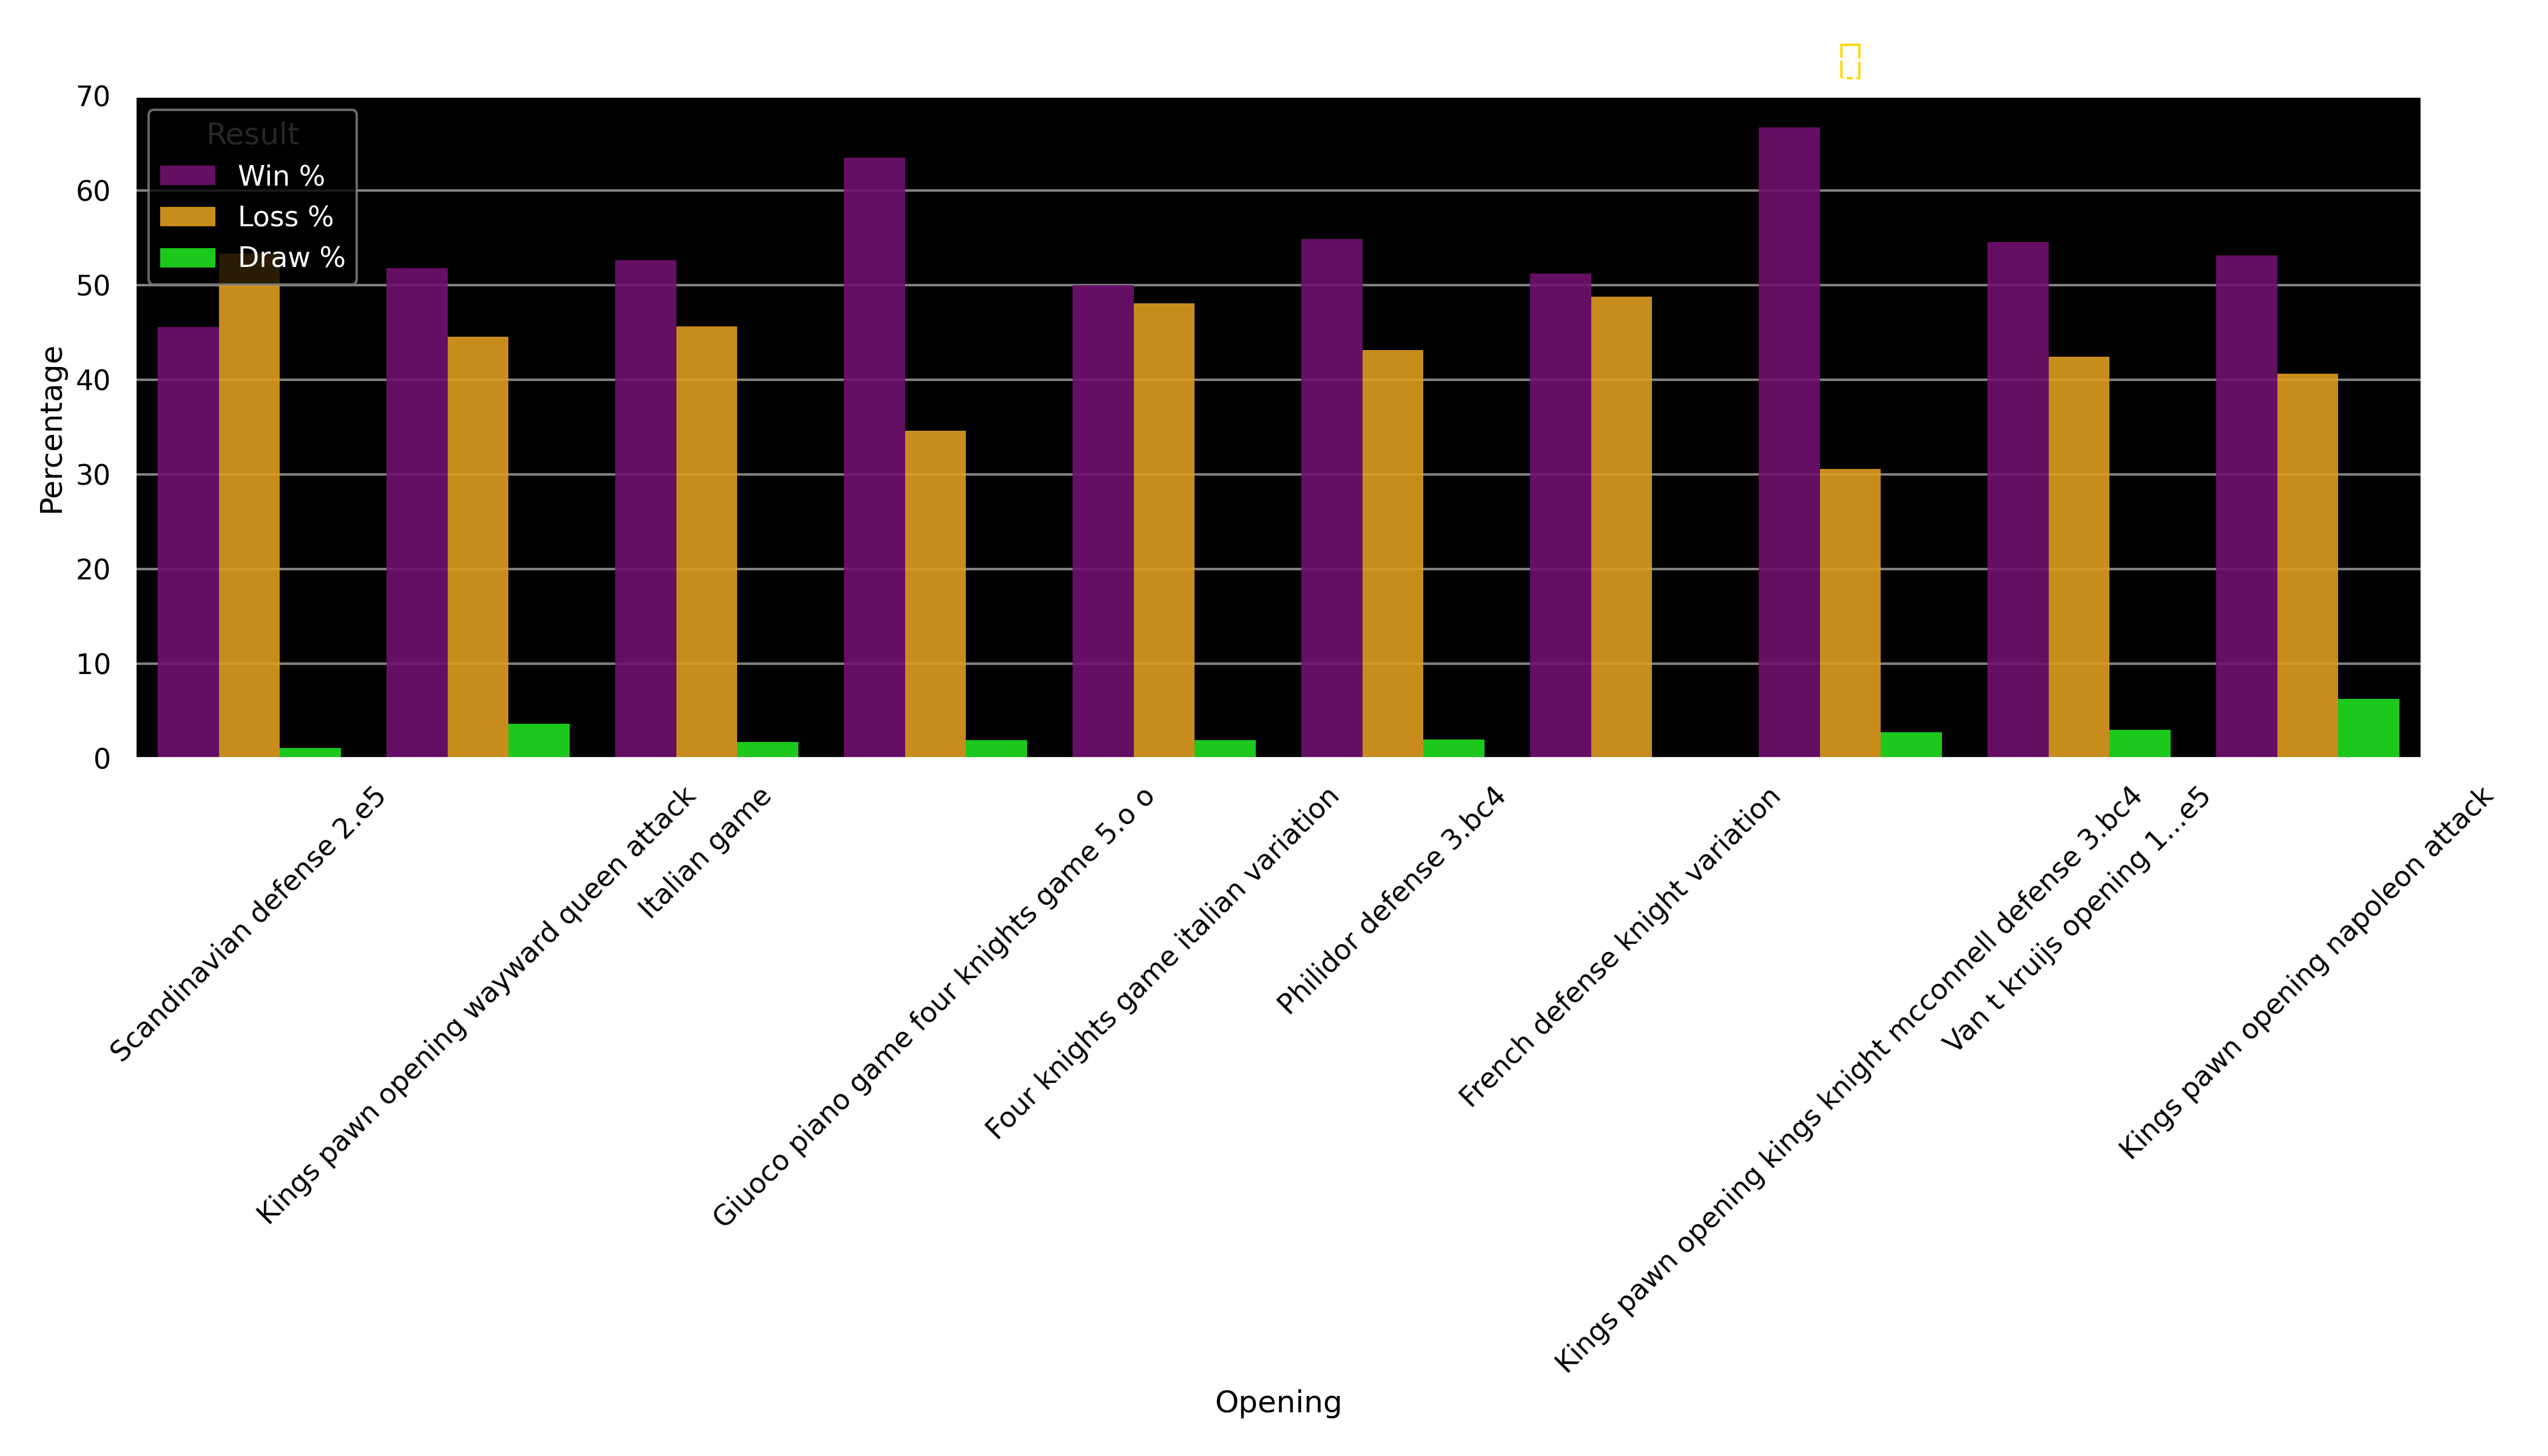 70
60
50
40
30
20
10
0
Percentage
Result
Win %
Loss %
Draw %
Scandinavian defense 2.e5
Kings pawn opening wayward queen attack
Italian game
Giuoco piano game four knights game 5.o o
Four knights game italian variation
Philidor defense 3.bc4
French defense knight variation
Kings pawn opening kings knight mcconnell defense 3.bc4
Van t kruijs opening 1...e5
Kings pawn opening napoleon attack
Opening